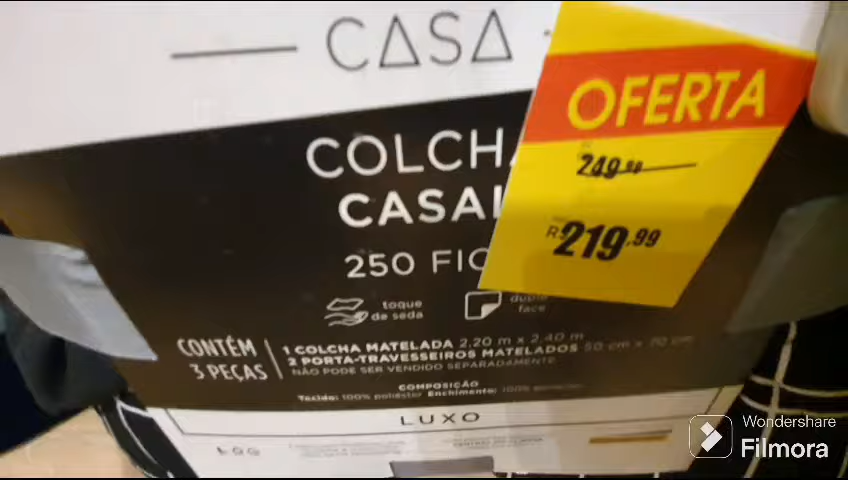 CASA
OFERTA
249,99
R$219,99
COLCHA
CASAL
250 FIO
toque
de seda
dupla
face
CONTÉM
3 PEÇAS
1 COLCHA MATELADA 2,20 m x 2,40 m
2 PORTA-TRAVESSEIROS MATELADOS 50 cm x 70 cm
NÃO PODE SER VENDIDO SEPARADAMENTE
COMPOSIÇÃO
Tecido: 100% poliéster Enchimento: 100%
LUXO
Wondershare
Filmora